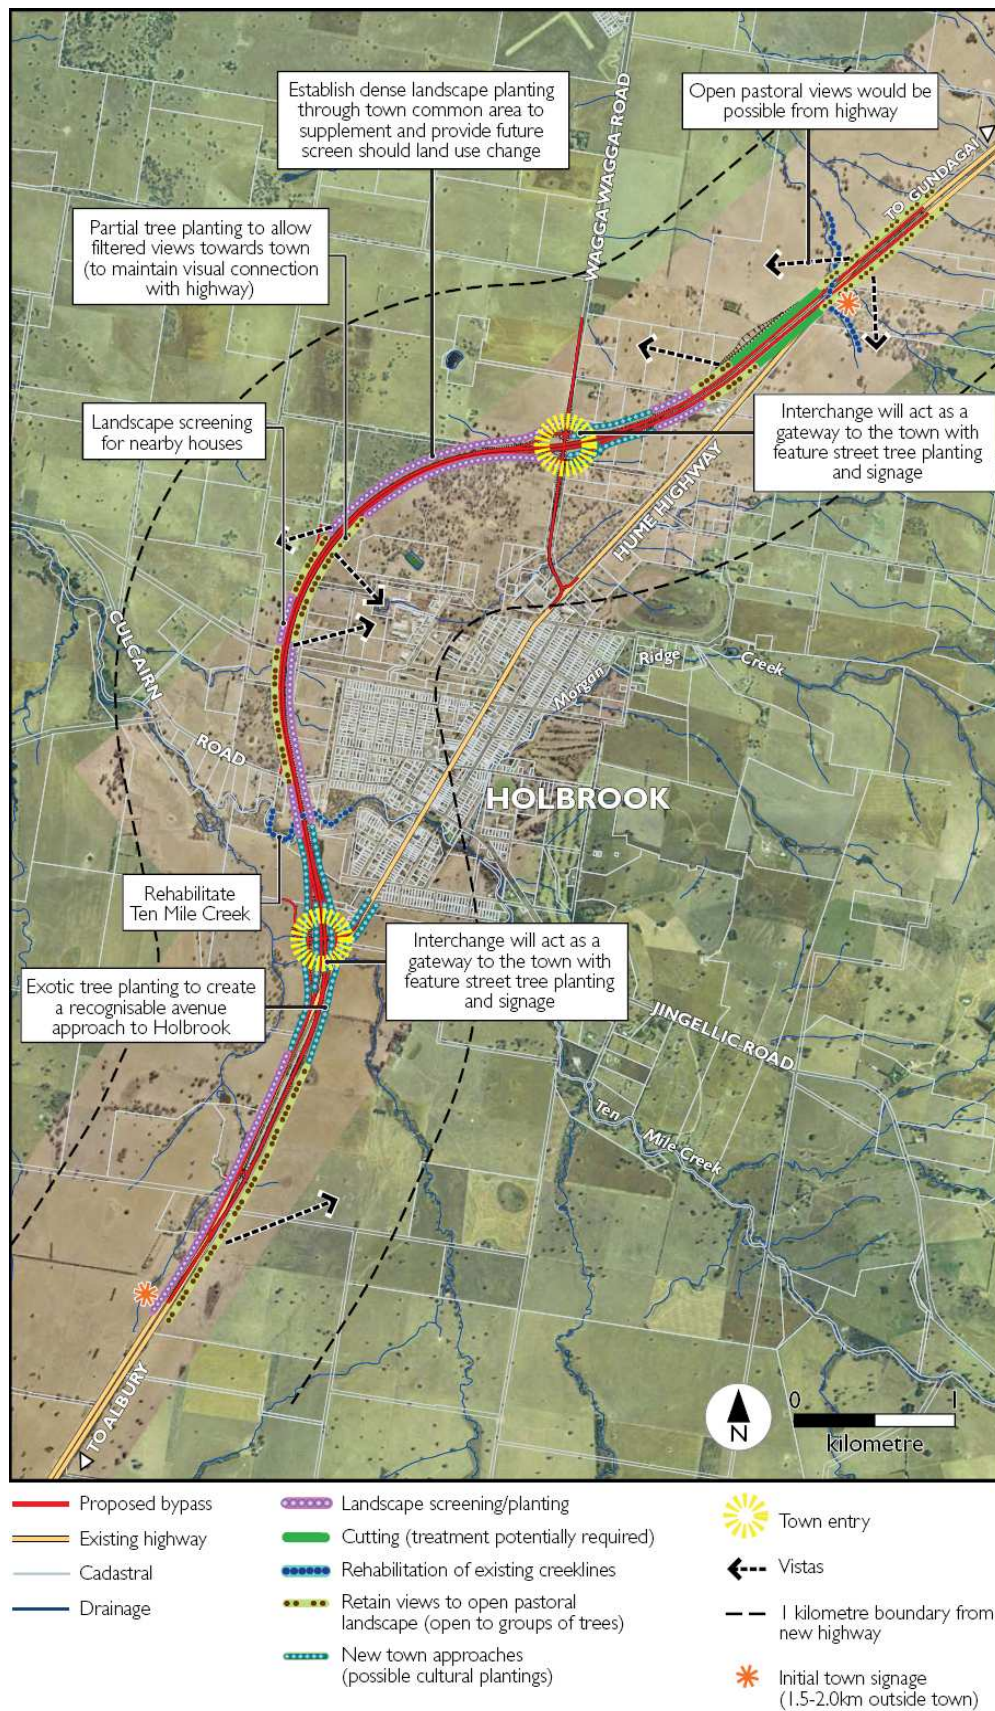 Establish dense landscape planting
through town common area to
supplement and provide future
screen should land use change
WAGGA WAGGA ROAD
Open pastoral views would be
possible from highway
TO GUNDAGAI
Partial tree planting to allow
filtered views towards town
(to maintain visual connection
with highway)
Landscape screening
for nearby houses
Interchange will act as a
gateway to the town with
feature street tree planting
and signage
HUME HIGHWAY
CULCAIRN
ROAD
Morgan
Ridge
Creek
HOLBROOK
Rehabilitate
Ten Mile Creek
Interchange will act as a
gateway to the town with
feature street tree planting
and signage
Exotic tree planting to create
a recognisable avenue
approach to Holbrook
JINGELLIC ROAD
Ten
Mile Creek
TO ALBURY
N
0 1
kilometre
Proposed bypass
Existing highway
Cadastral
Drainage
Landscape screening/planting
Cutting (treatment potentially required)
Rehabilitation of existing creeklines
Retain views to open pastoral
landscape (open to groups of trees)
New town approaches
(possible cultural plantings)
Town entry
Vistas
1 kilometre boundary from
new highway
Initial town signage
(1.5-2.0km outside town)